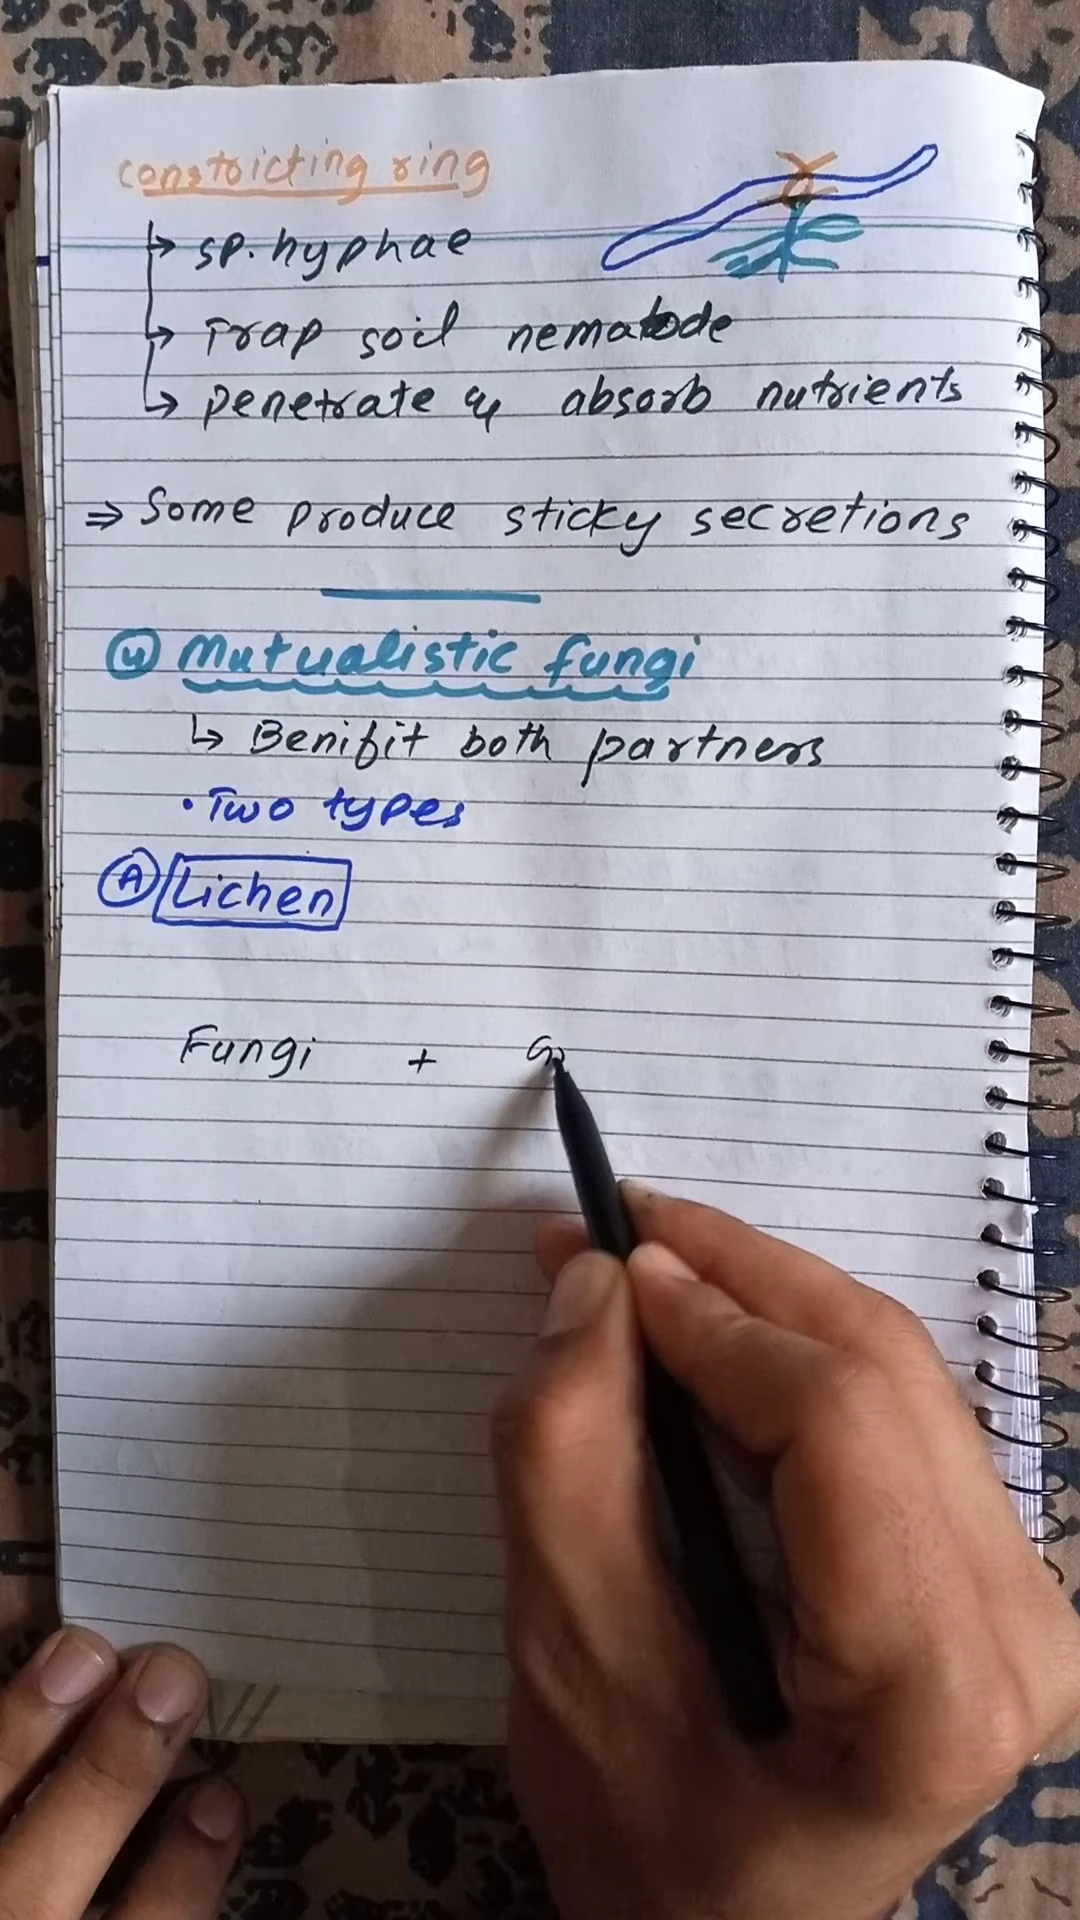 constricting ring
→ sp. hyphae
→ Trap soil nematode
→ penetrate & absorb nutrients
⇒ Some produce sticky secretions
④ Mutualistic fungi
↳ Benifit both partners
• Two types
Ⓐ Lichen
Fungi +